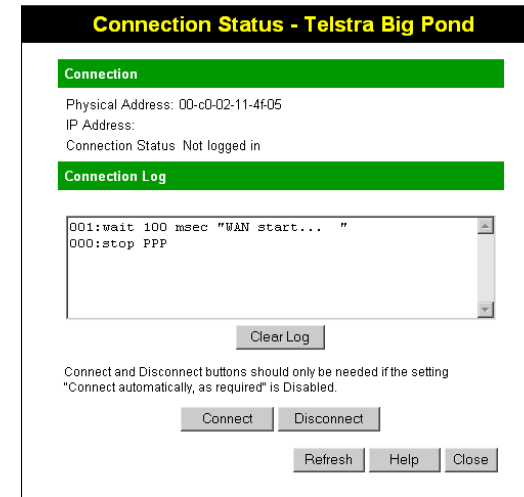 Connection Status - Telstra Big Pond
Connection
Physical Address: 00-c0-02-11-4f-05
IP Address:
Connection Status Not logged in
Connection Log
001:wait 100 msec "WAN start... "
000:stop PPP
Clear Log
Connect and Disconnect buttons should only be needed if the setting
"Connect automatically, as required" is Disabled.
Connect Disconnect
Refresh Help Close